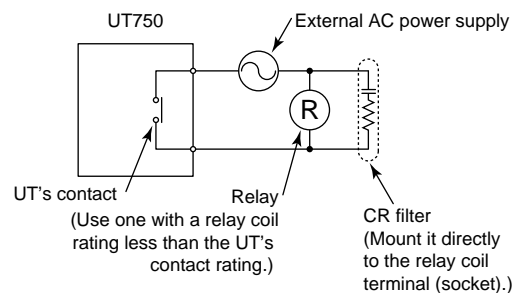 UT750
External AC power supply
R
UT's contact
Relay
(Use one with a relay coil
rating less than the UT's
contact rating.)
CR filter
(Mount it directly
to the relay coil
terminal (socket).)